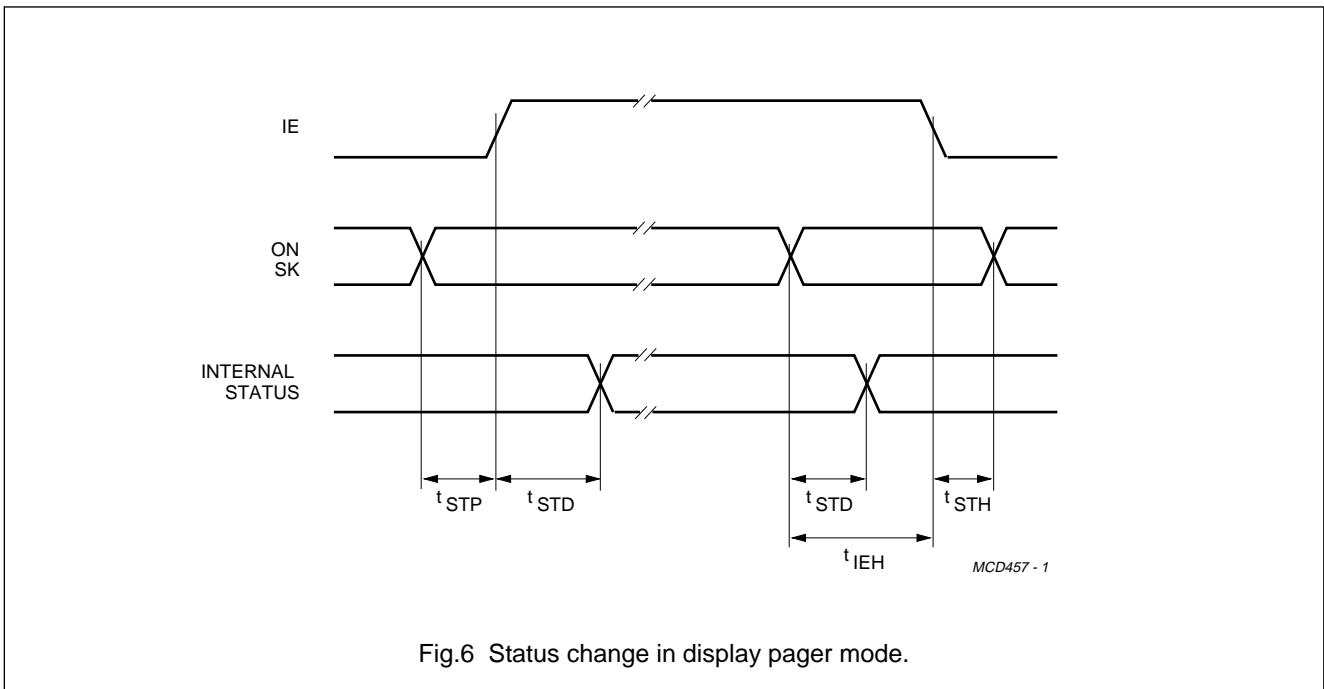 IE
ON
SK
INTERNAL
STATUS
t STP
t STD
t STD
t STH
t IEH
MCD457 - 1
Fig.6 Status change in display pager mode.